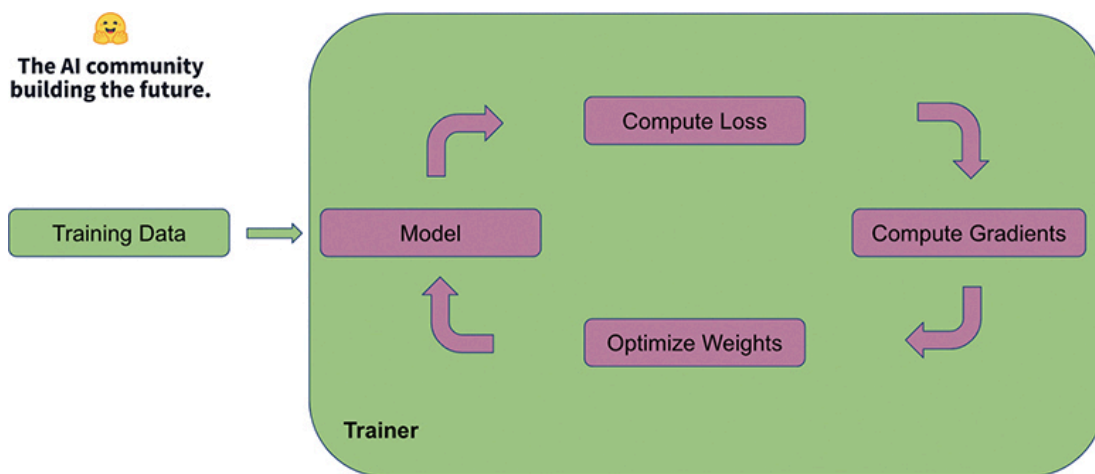 The AI community
building the future.
Compute Loss
Training Data
Model
Compute Gradients
Optimize Weights
Trainer